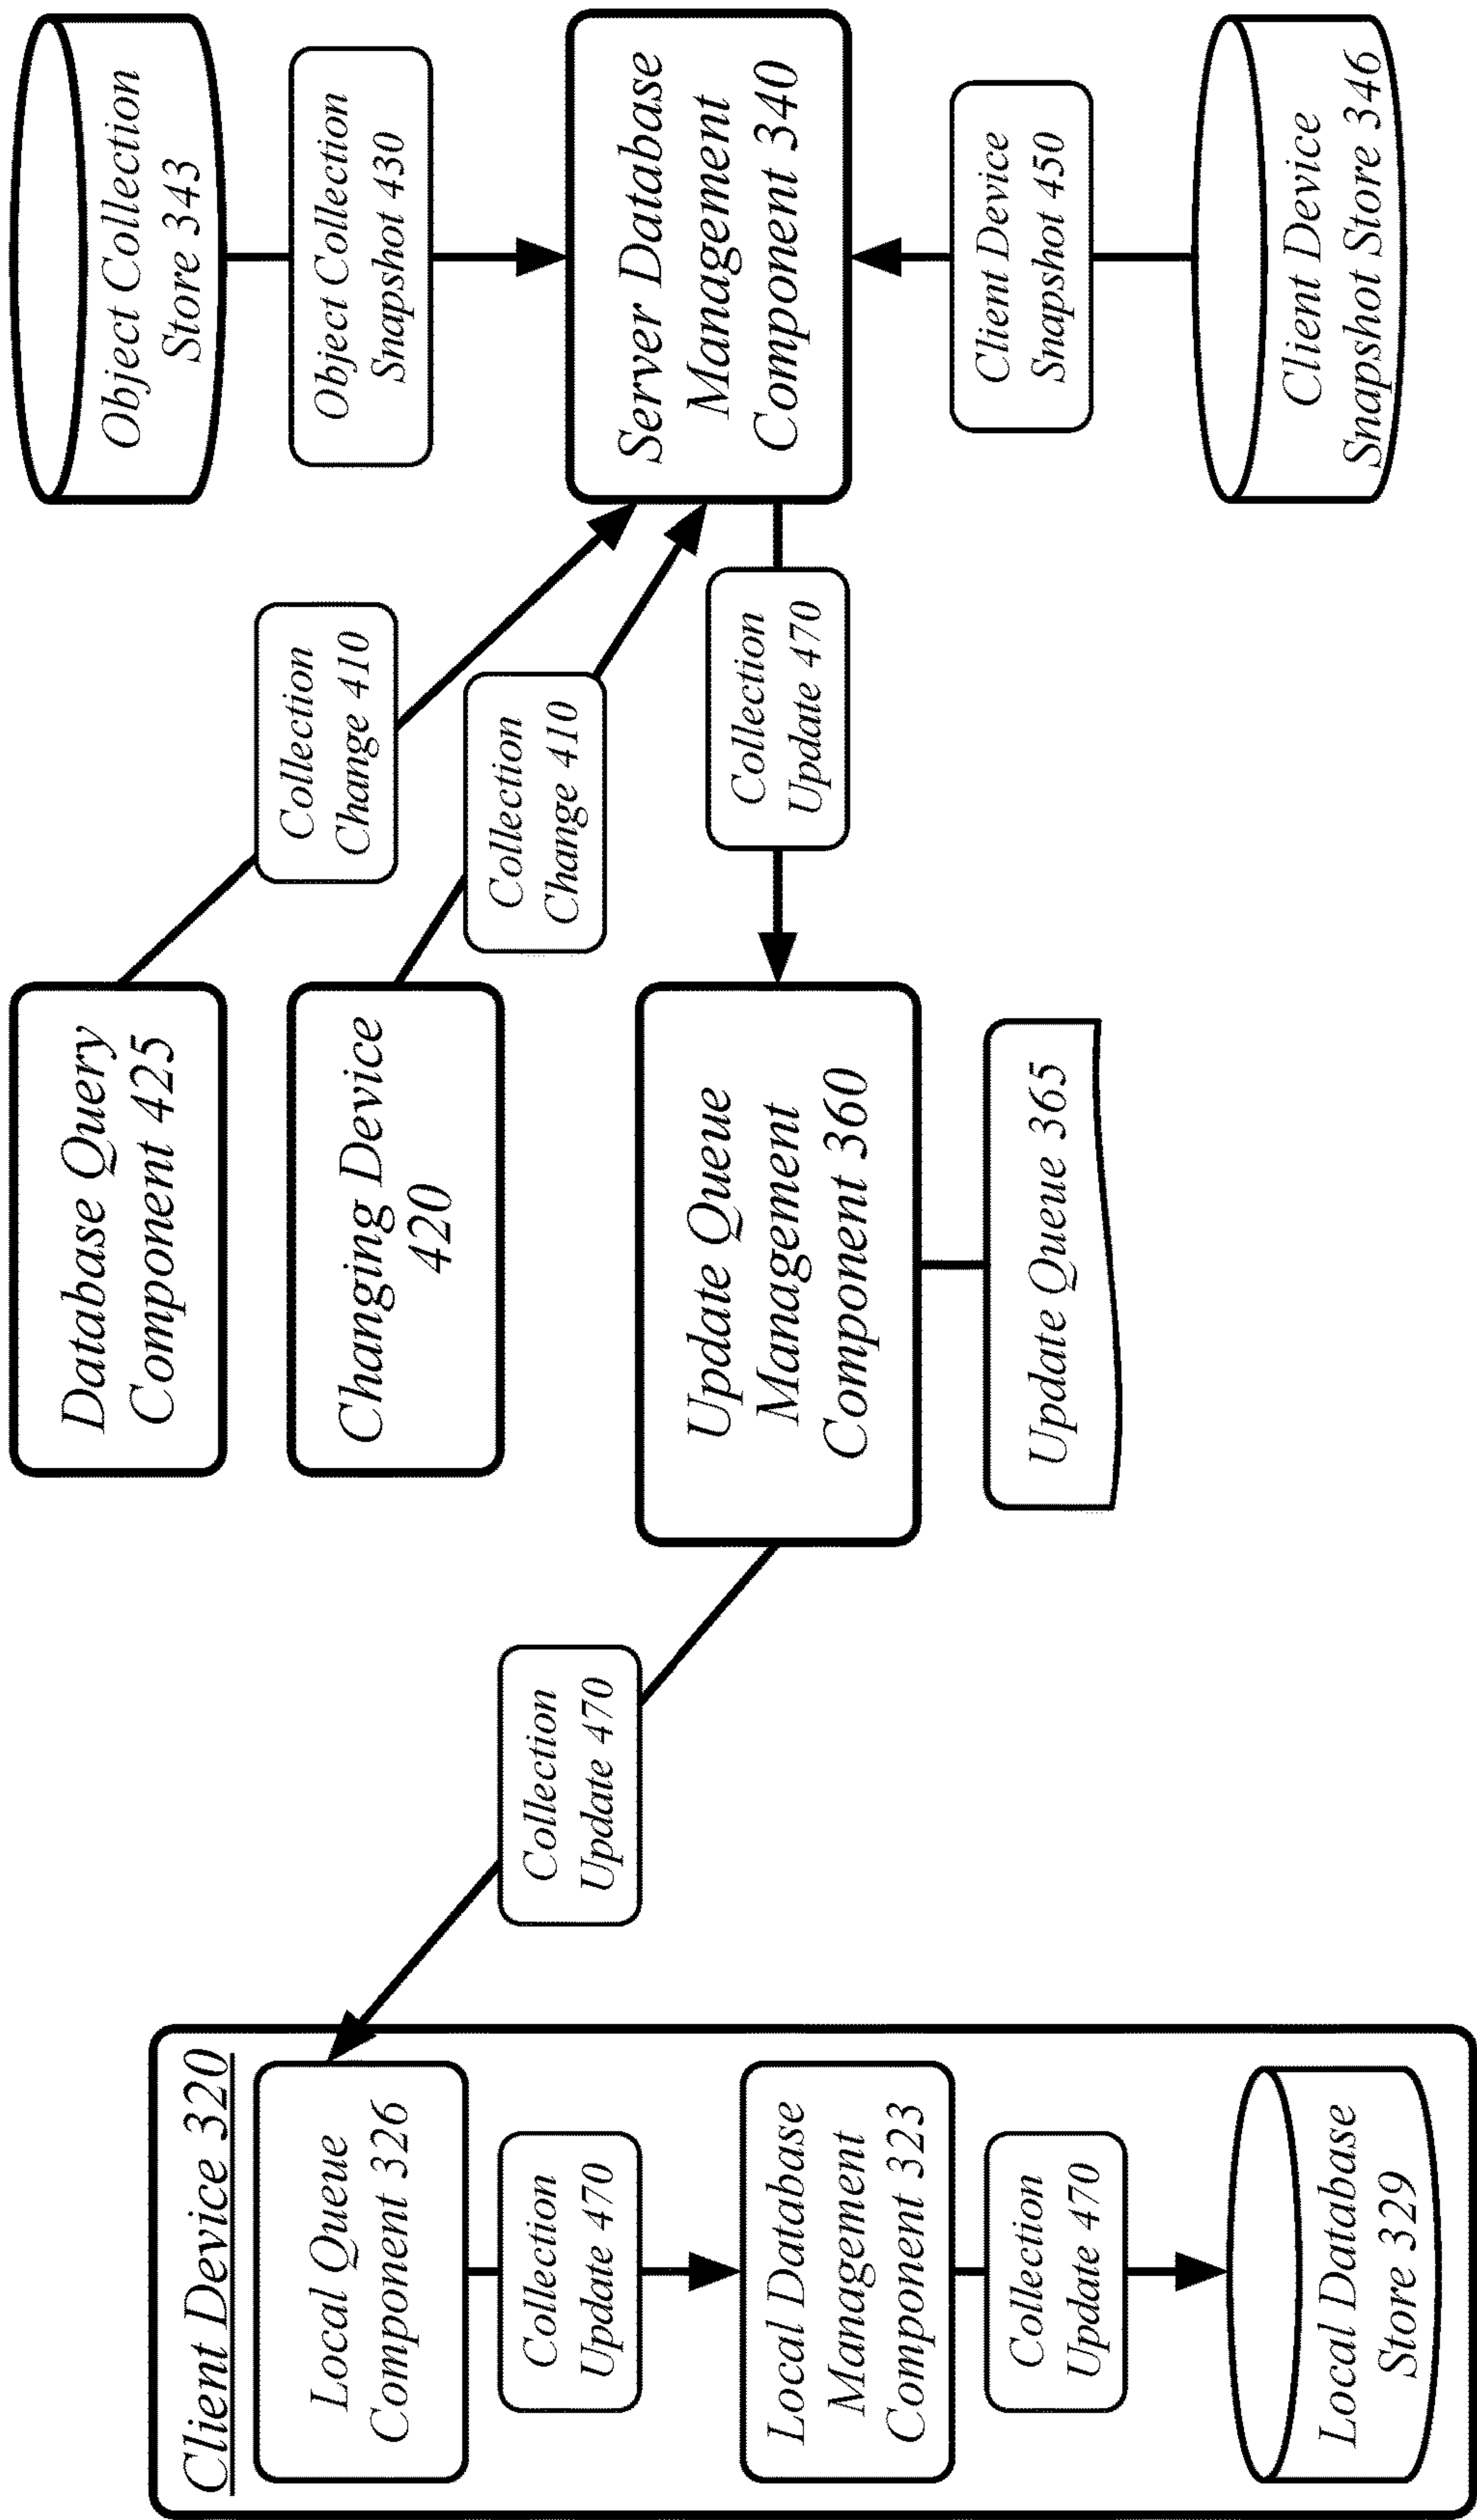 Client Device 320
Local Queue
Component 326
Collection
Update 470
Local Database
Management
Component 323
Collection
Update 470
Local Database
Store 329
Collection
Update 470
Database Query
Component 425
Changing Device
420
Update Queue
Management
Component 360
Update Queue 365
Collection
Change 410
Collection
Change 410
Collection
Update 470
Object Collection
Store 343
Object Collection
Snapshot 430
Server Database
Management
Component 340
Client Device
Snapshot 450
Client Device
Snapshot Store 346